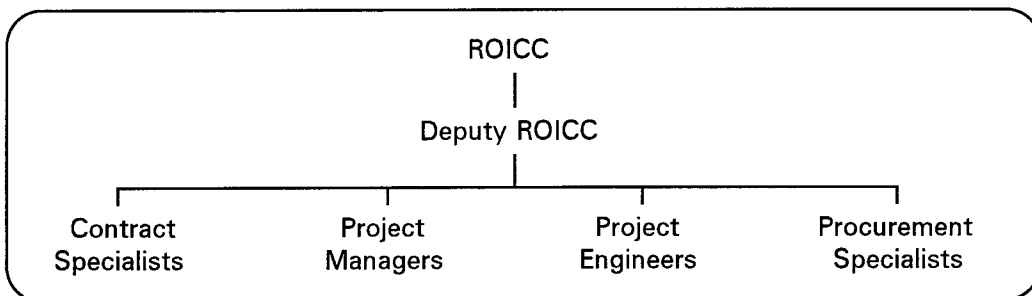 ROICC
Deputy ROICC
Contract Specialists
Project Managers
Project Engineers
Procurement Specialists